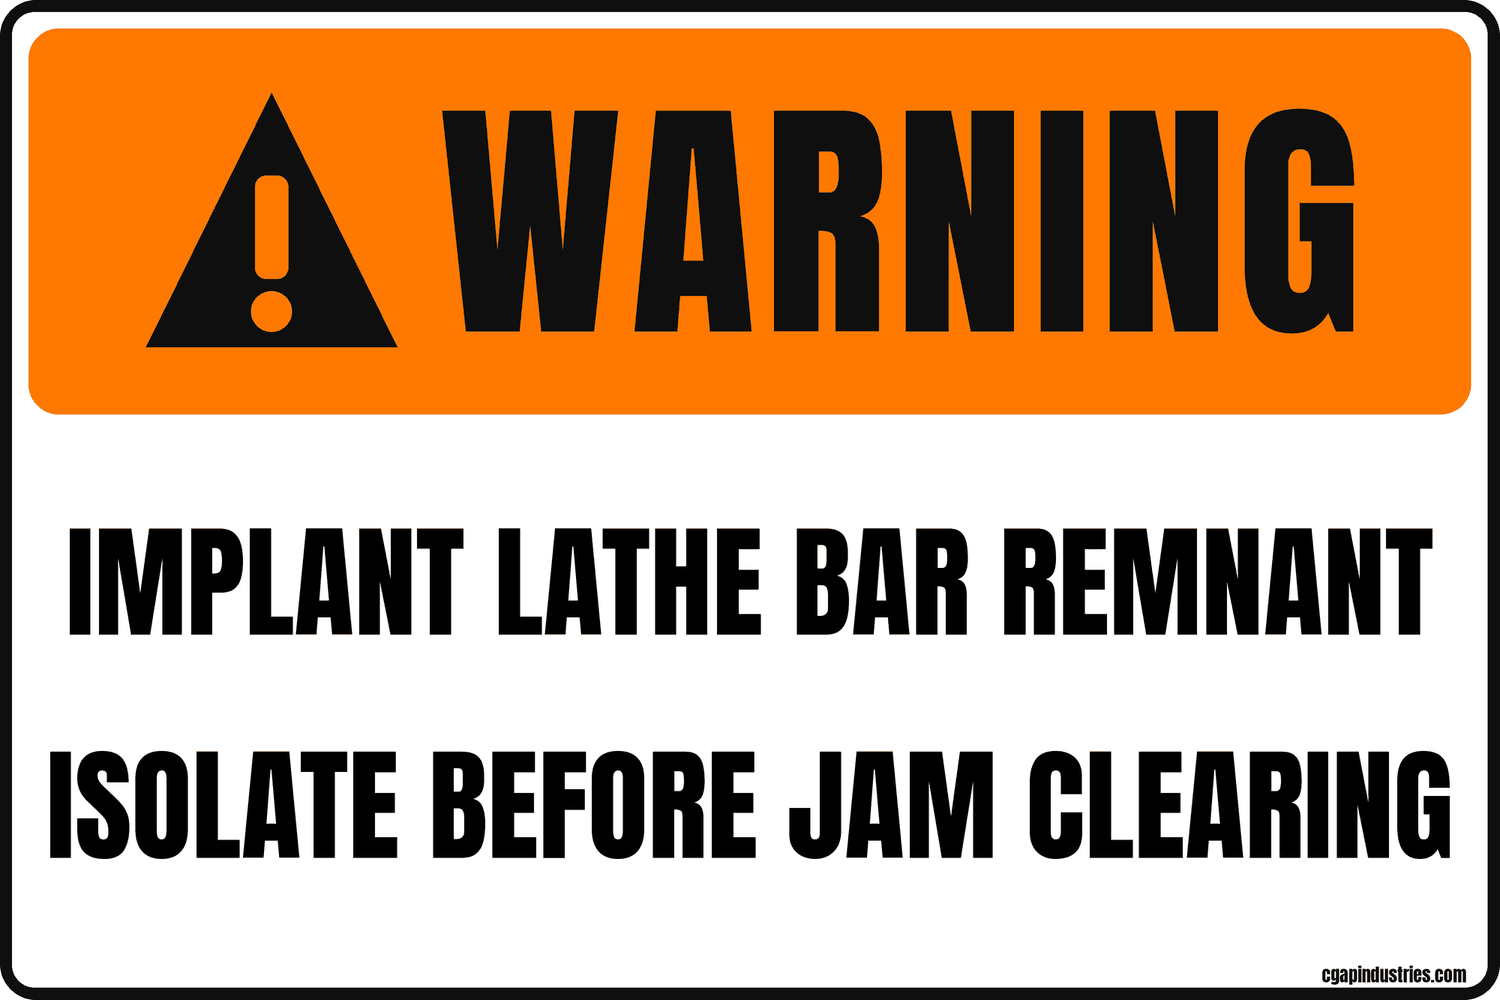 WARNING
IMPLANT LATHE BAR REMNANT
ISOLATE BEFORE JAM CLEARING
cgapindustries.com